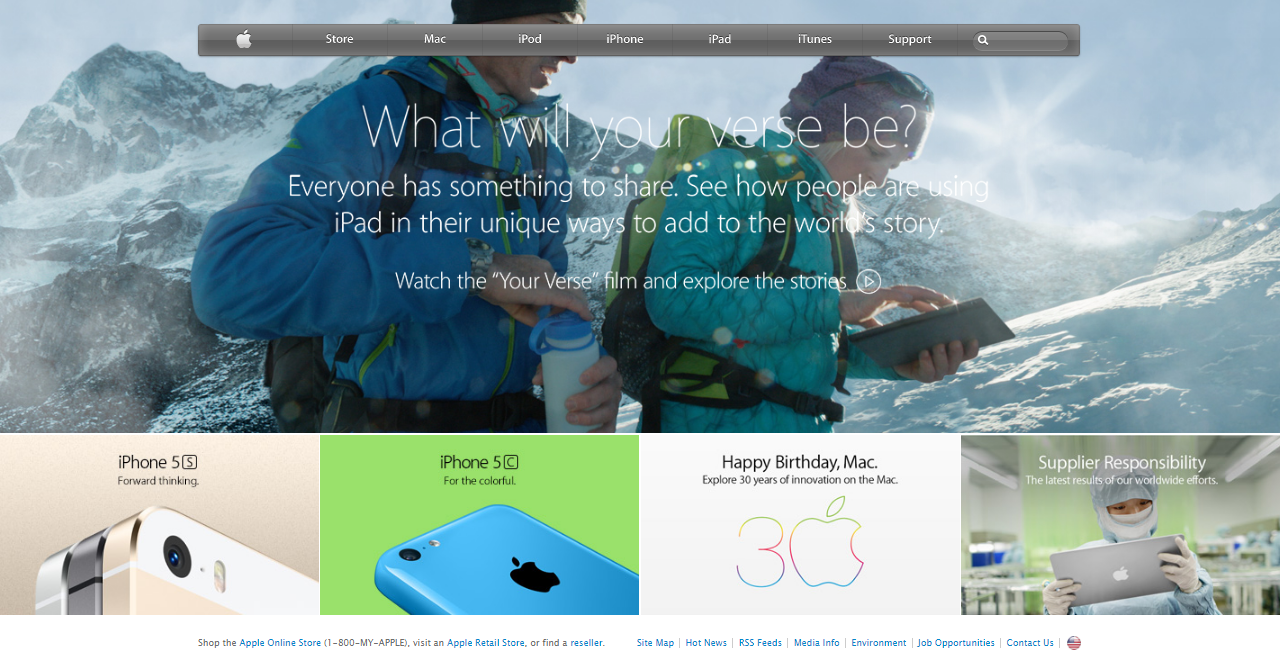 Store Mac iPod iPhone iPad iTunes Support
What will your verse be?
Everyone has something to share. See how people are using
iPad in their unique ways to add to the world's story.
Watch the “Your Verse” film and explore the stories
iPhone 5S
Forward thinking.
iPhone 5C
For the colorful.
Happy Birthday, Mac.
Explore 30 years of innovation on the Mac.
30
Supplier Responsibility
The latest results of our worldwide efforts.
Shop the Apple Online Store (1-800-MY-APPLE), visit an Apple Retail Store, or find a reseller.
Site Map | Hot News | RSS Feeds | Media Info | Environment | Job Opportunities | Contact Us |